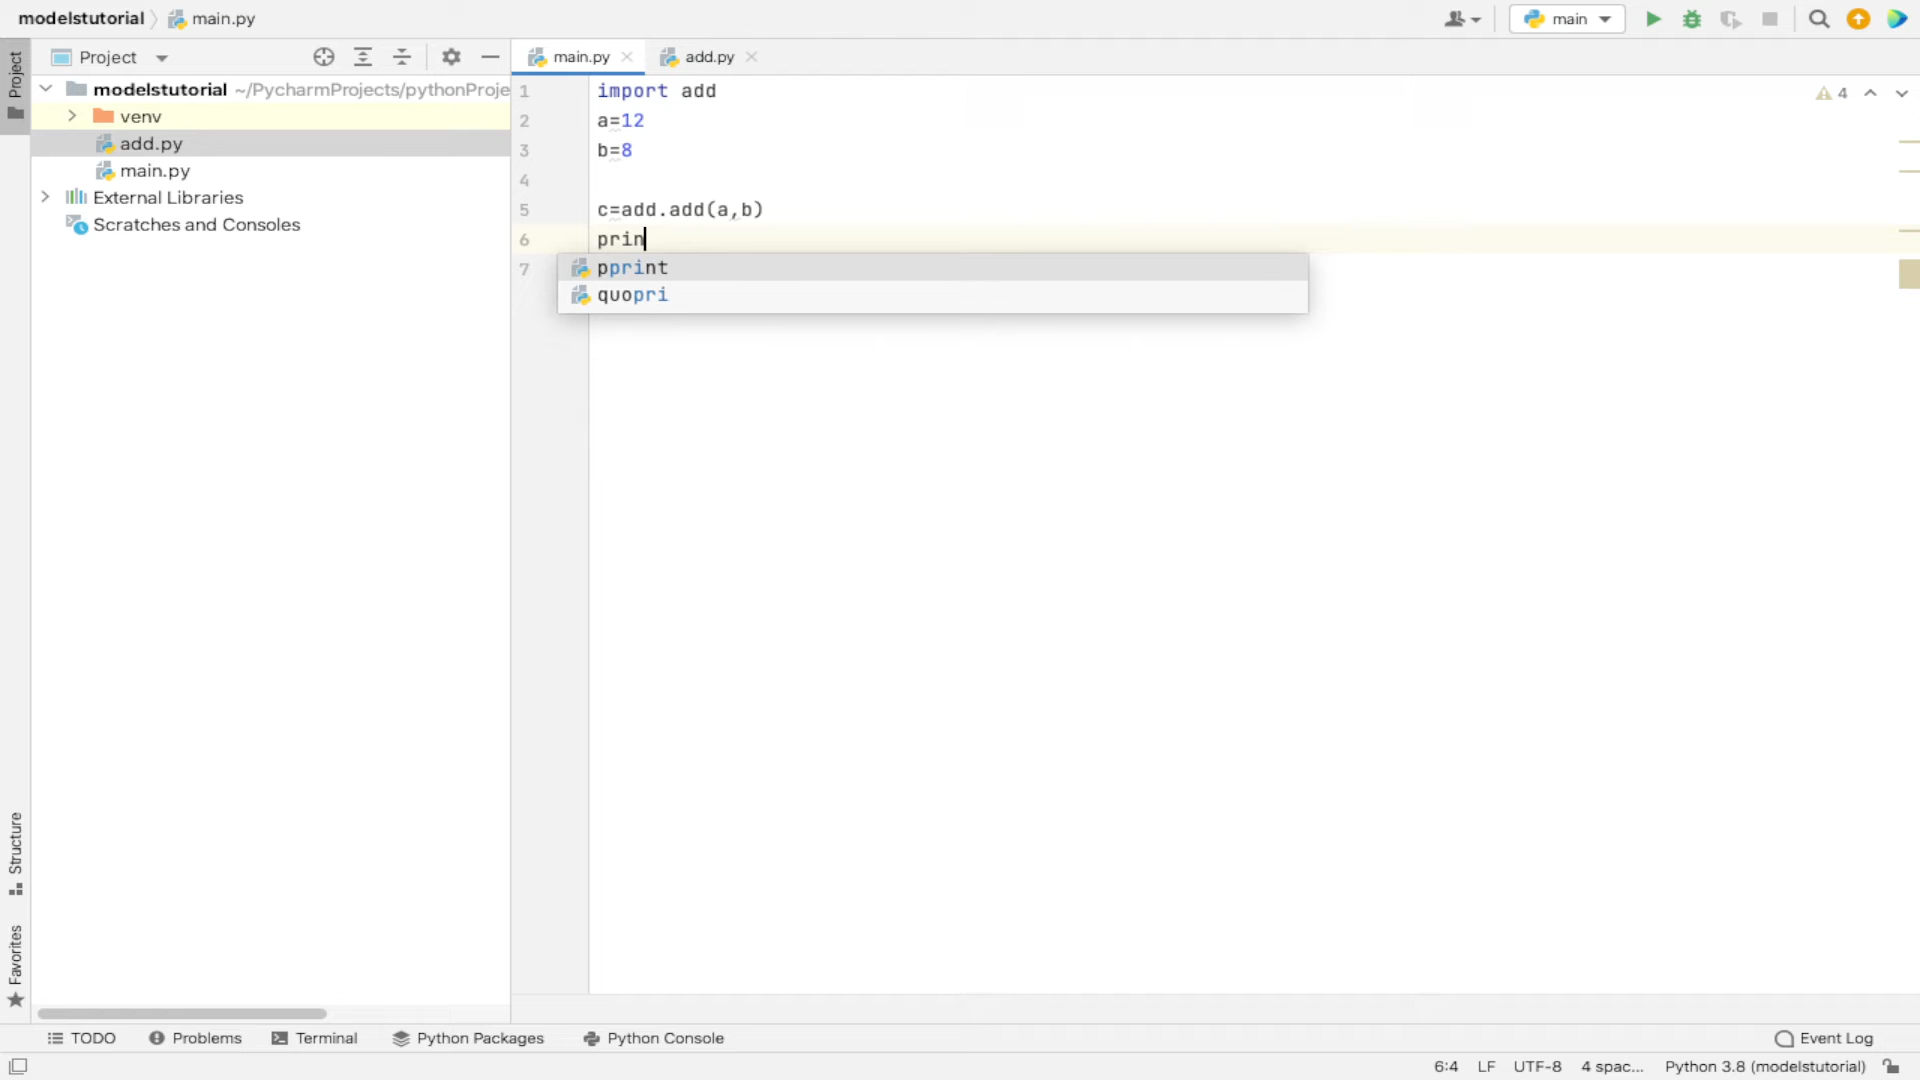 modelstutorial main.py
main
Project
main.py
add.py
Project
modelstutorial ~/PycharmProjects/pythonProje
venv
add.py
main.py
External Libraries
Scratches and Consoles
1 import add
2 a=12
3 b=8
4
5 c=add.add(a,b)
6 prin
7
pprint
quopri
4
Structure
Favorites
TODO Problems Terminal Python Packages Python Console Event Log
6:4 LF UTF-8 4 spac... Python 3.8 (modelstutorial)